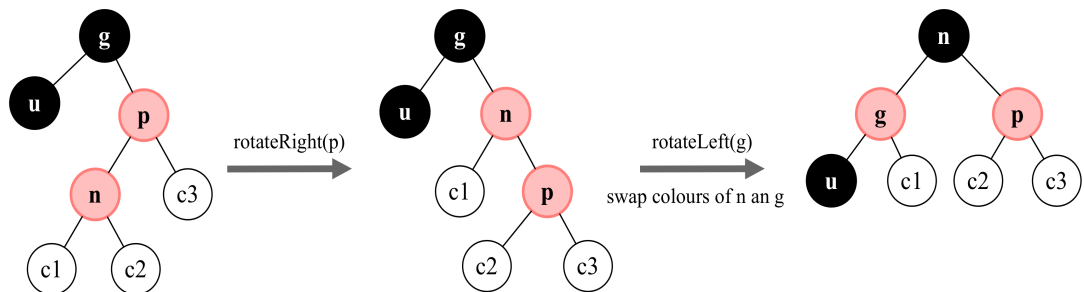 g
u
p
n
c3
c1
c2
rotateRight(p)
g
u
n
c1
p
c2
c3
rotateLeft(g)
swap colours of n an g
n
g
p
u
c1
c2
c3